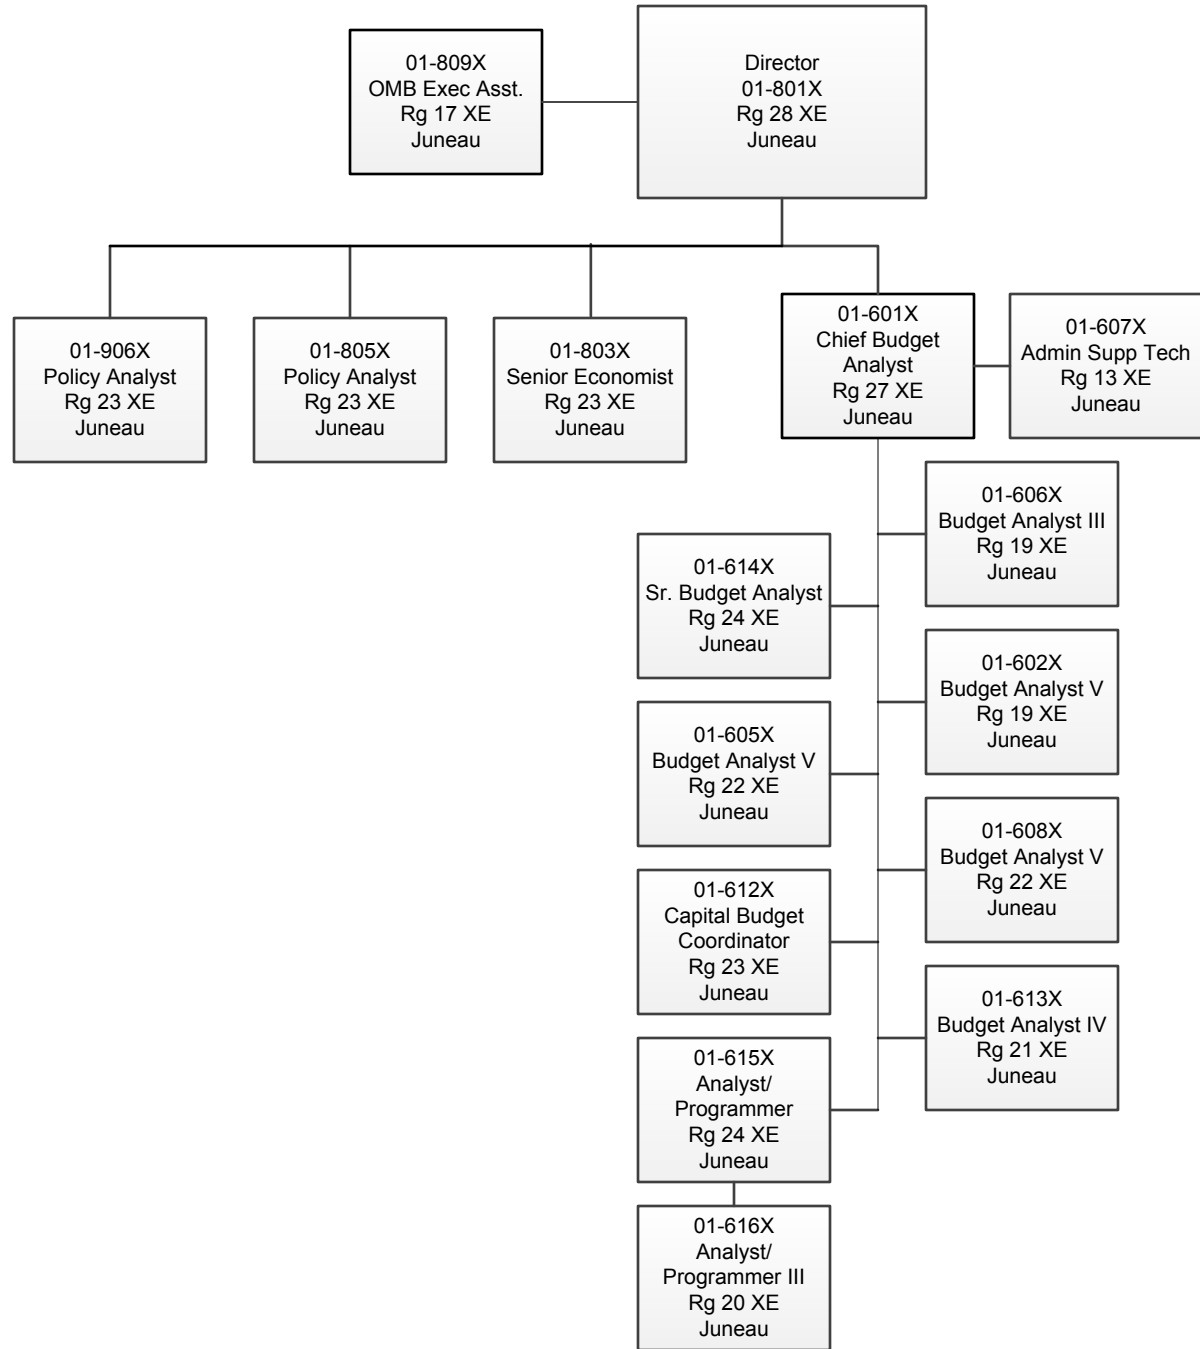 01-809X
OMB Exec Asst.
Rg 17 XE
Juneau
Director
01-801X
Rg 28 XE
Juneau
01-906X
Policy Analyst
Rg 23 XE
Juneau
01-805X
Policy Analyst
Rg 23 XE
Juneau
01-803X
Senior Economist
Rg 23 XE
Juneau
01-601X
Chief Budget
Analyst
Rg 27 XE
Juneau
01-607X
Admin Supp Tech
Rg 13 XE
Juneau
01-606X
Budget Analyst III
Rg 19 XE
Juneau
01-614X
Sr. Budget Analyst
Rg 24 XE
Juneau
01-602X
Budget Analyst V
Rg 19 XE
Juneau
01-605X
Budget Analyst V
Rg 22 XE
Juneau
01-608X
Budget Analyst V
Rg 22 XE
Juneau
01-612X
Capital Budget
Coordinator
Rg 23 XE
Juneau
01-613X
Budget Analyst IV
Rg 21 XE
Juneau
01-615X
Analyst/
Programmer
Rg 24 XE
Juneau
01-616X
Analyst/
Programmer III
Rg 20 XE
Juneau